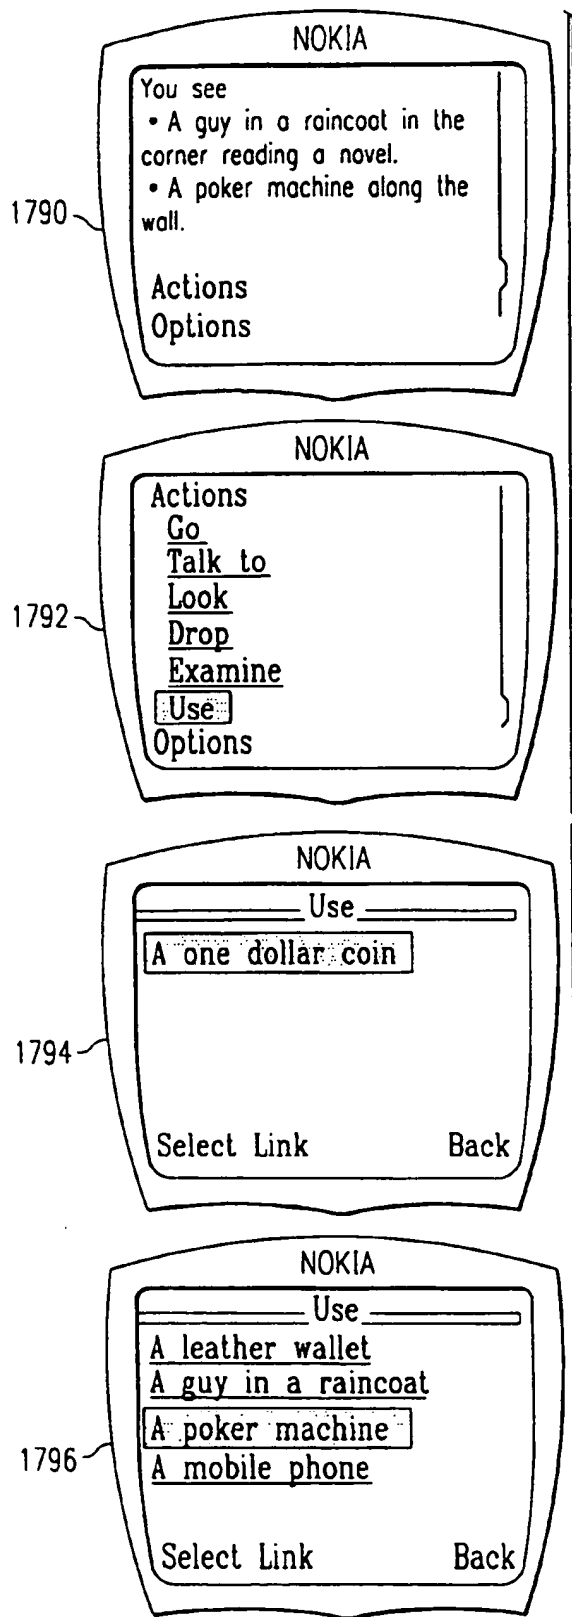 NOKIA
You see
• A guy in a raincoat in the
corner reading a novel.
• A poker machine along the
wall.
1790
Actions
Options
NOKIA
Actions
Go
Talk to
Look
1792
Drop
Examine
Use
Options
NOKIA
Use
A one dollar coin
1794
Select Link Back
NOKIA
Use
A leather wallet
A guy in a raincoat
A poker machine
1796
A mobile phone
Select Link Back